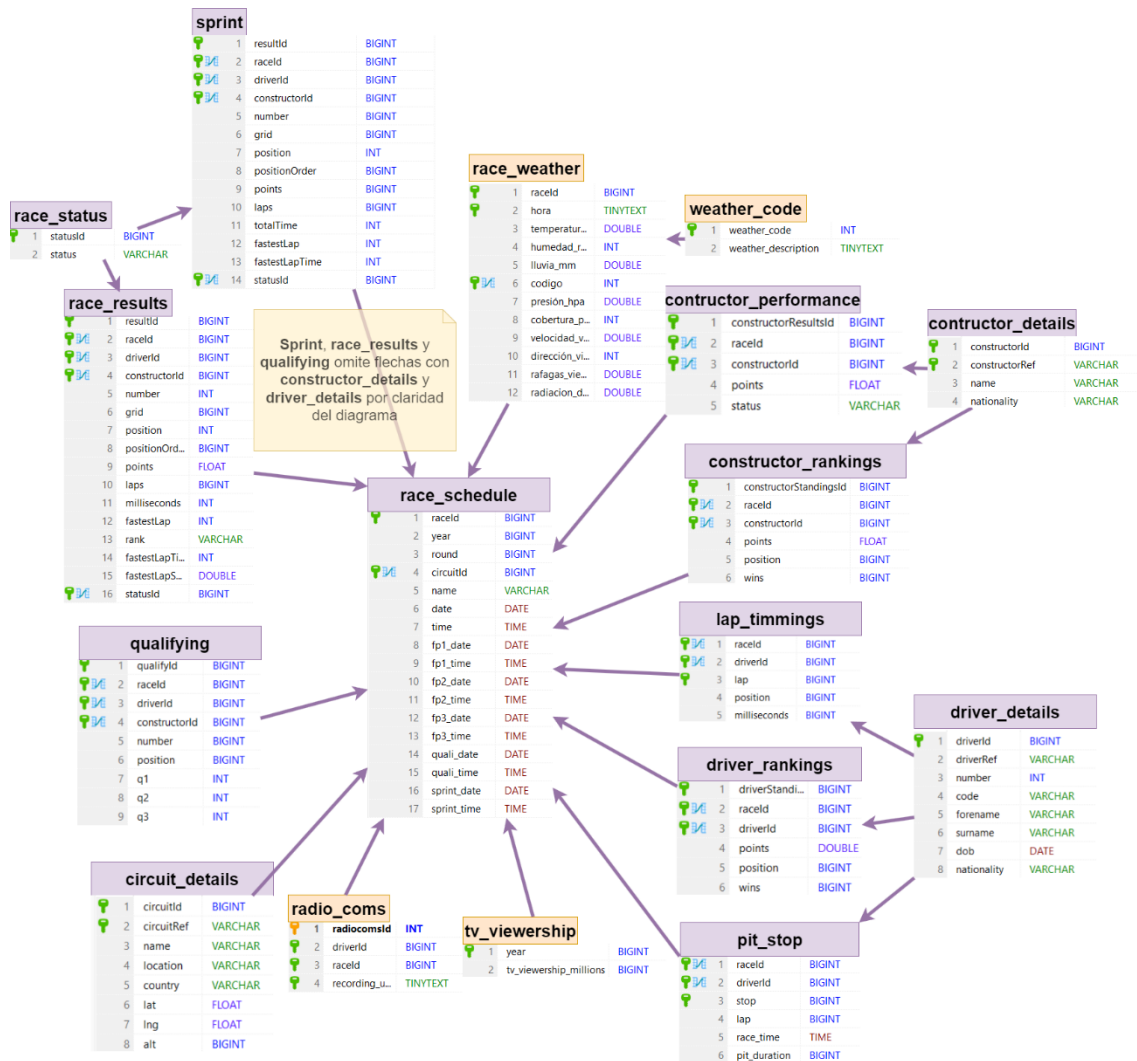 sprint
1 resultId BIGINT
2 raceId BIGINT
3 driverId BIGINT
4 constructorId BIGINT
5 number BIGINT
6 grid BIGINT
7 position INT
8 positionOrder BIGINT
9 points BIGINT
10 laps BIGINT
11 totalTime INT
12 fastestLap INT
13 fastestLapTime INT
14 statusId BIGINT
race_status
1 statusId BIGINT
2 status VARCHAR
race_weather
1 raceId BIGINT
2 hora TINYTEXT
3 temperatur... DOUBLE
4 humedad_r... INT
5 lluvia_mm DOUBLE
6 codigo INT
7 presión_hpa DOUBLE
8 cobertura_p... INT
9 velocidad_v... DOUBLE
10 dirección_vi... INT
11 rafagas_vie... DOUBLE
12 radiacion_d... DOUBLE
weather_code
1 weather_code INT
2 weather_description TINYTEXT
race_results
1 resultId BIGINT
2 raceId BIGINT
3 driverId BIGINT
4 constructorId BIGINT
5 number INT
6 grid BIGINT
7 position INT
8 positionOrd... BIGINT
9 points FLOAT
10 laps BIGINT
11 milliseconds INT
12 fastestLap INT
13 rank VARCHAR
14 fastestLapTi... INT
15 fastestLapS... DOUBLE
16 statusId BIGINT
Sprint, race_results y
qualifying omite flechas con
constructor_details y
driver_details por claridad
del diagrama
contructor_performance
1 constructorResultsId BIGINT
2 raceId BIGINT
3 constructorId BIGINT
4 points FLOAT
5 status VARCHAR
contructor_details
1 constructorId BIGINT
2 constructorRef VARCHAR
3 name VARCHAR
4 nationality VARCHAR
constructor_rankings
1 constructorStandingsId BIGINT
2 raceId BIGINT
3 constructorId BIGINT
4 points FLOAT
5 position BIGINT
6 wins BIGINT
race_schedule
1 raceId BIGINT
2 year BIGINT
3 round BIGINT
4 circuitId BIGINT
5 name VARCHAR
6 date DATE
7 time TIME
8 fp1_date DATE
9 fp1_time TIME
10 fp2_date DATE
11 fp2_time TIME
12 fp3_date DATE
13 fp3_time TIME
14 quali_date DATE
15 quali_time TIME
16 sprint_date DATE
17 sprint_time TIME
lap_timmings
1 raceId BIGINT
2 driverId BIGINT
3 lap BIGINT
4 position BIGINT
5 milliseconds BIGINT
qualifying
1 qualifyId BIGINT
2 raceId BIGINT
3 driverId BIGINT
4 constructorId BIGINT
5 number BIGINT
6 position BIGINT
7 q1 INT
8 q2 INT
9 q3 INT
driver_details
1 driverId BIGINT
2 driverRef VARCHAR
3 number INT
4 code VARCHAR
5 forename VARCHAR
6 surname VARCHAR
7 dob DATE
8 nationality VARCHAR
driver_rankings
1 driverStandi... BIGINT
2 raceId BIGINT
3 driverId BIGINT
4 points DOUBLE
5 position BIGINT
6 wins BIGINT
circuit_details
1 circuitId BIGINT
2 circuitRef VARCHAR
3 name VARCHAR
4 location VARCHAR
5 country VARCHAR
6 lat FLOAT
7 lng FLOAT
8 alt BIGINT
radio_coms
1 radiocomsId INT
2 driverId BIGINT
3 raceId BIGINT
4 recording_u... TINYTEXT
tv_viewership
1 year BIGINT
2 tv_viewership_millions BIGINT
pit_stop
1 raceId BIGINT
2 driverId BIGINT
3 stop BIGINT
4 lap BIGINT
5 race_time TIME
6 pit_duration BIGINT